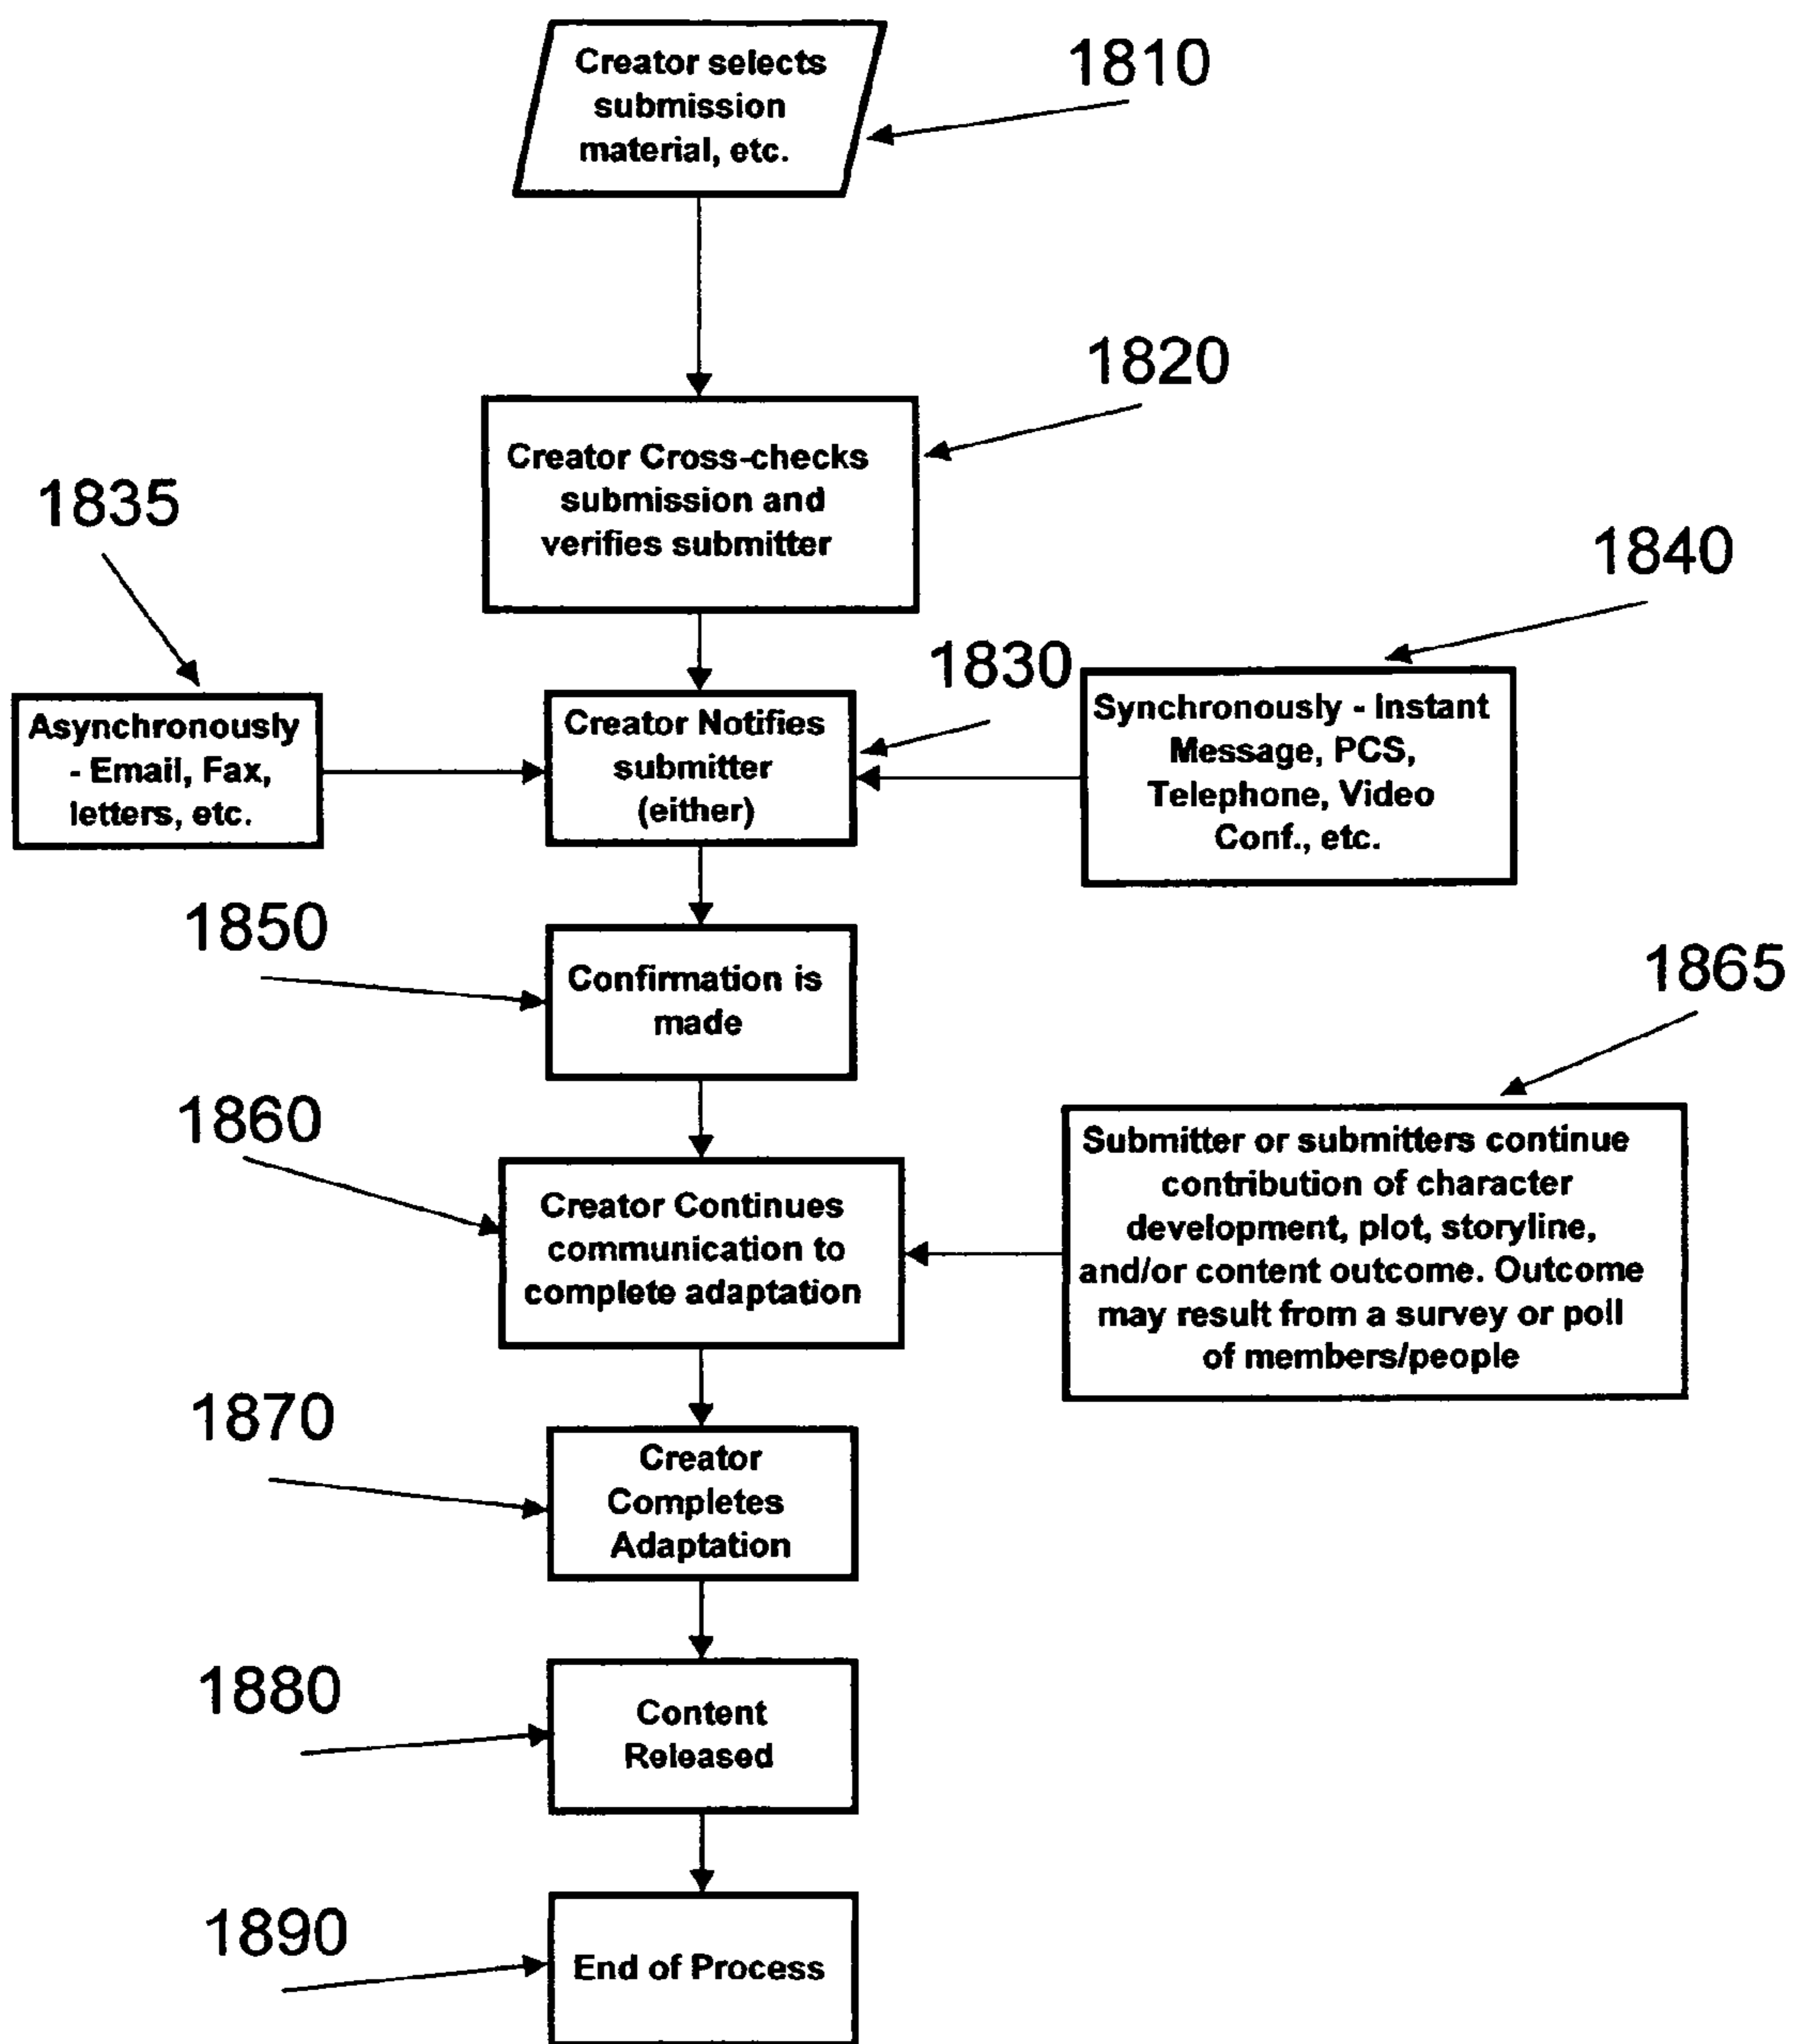 Creator selects
submission
material, etc.
1810
1820
Creator Cross-checks
submission and
verifies submitter
1835
1840
1830
Asynchronously
- Email, Fax,
letters, etc.
Creator Notifies
submitter
(either)
Synchronously - Instant
Message, PCS,
Telephone, Video
Conf., etc.
1850
Confirmation is
made
1865
1860
Creator Continues
communication to
complete adaptation
Submitter or submitters continue
contribution of character
development, plot, storyline,
and/or content outcome. Outcome
may result from a survey or poll
of members/people
1870
Creator
Completes
Adaptation
1880
Content
Released
1890
End of Process